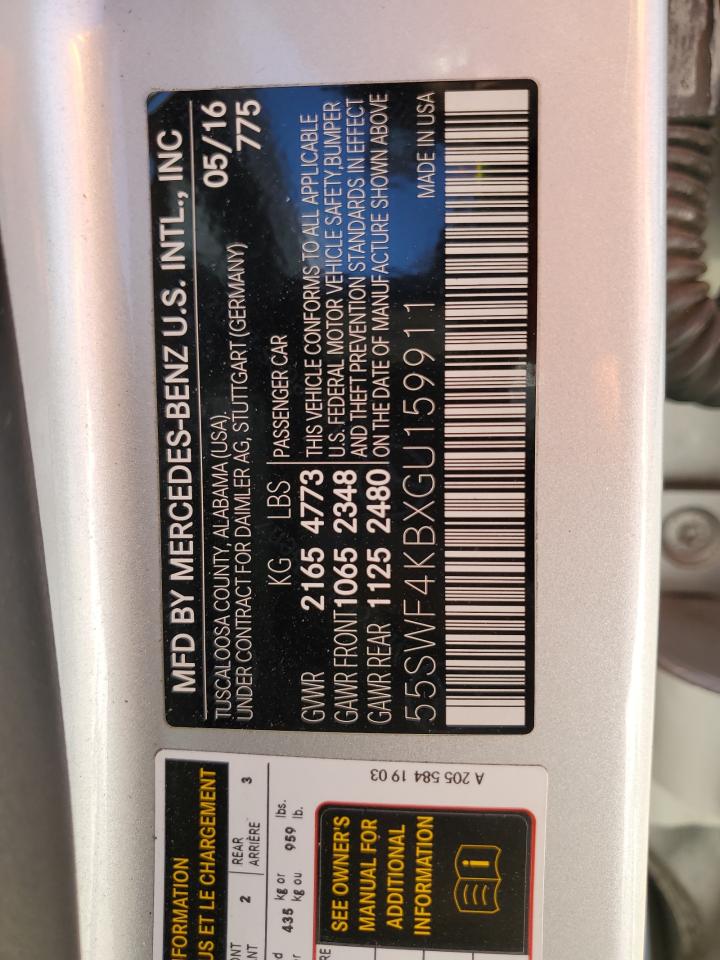 MFD BY MERCEDES-BENZ U.S. INTL., INC
TUSCALOOSA COUNTY, ALABAMA (USA).
05/16
UNDER CONTRACT FOR DAIMLER AG, STUTTGART (GERMANY)
775
KG LBS PASSENGER CAR
GVWR 2165 4773 THIS VEHICLE CONFORMS TO ALL APPLICABLE
GAWR FRONT 1065 2348 U.S. FEDERAL MOTOR VEHICLE SAFETY,BUMPER
AND THEFT PREVENTION STANDARDS IN EFFECT
GAWR REAR 1125 2480 ON THE DATE OF MANUFACTURE SHOWN ABOVE
55SWF4KBXGU159911 MADE IN USA
FORMATION
US ET LE CHARGEMENT
2 REAR 3
ARRIÈRE
435 kg or 959 lbs.
kg ou lb.
SEE OWNER'S
MANUAL FOR
ADDITIONAL
INFORMATION
A 205 584 19 03